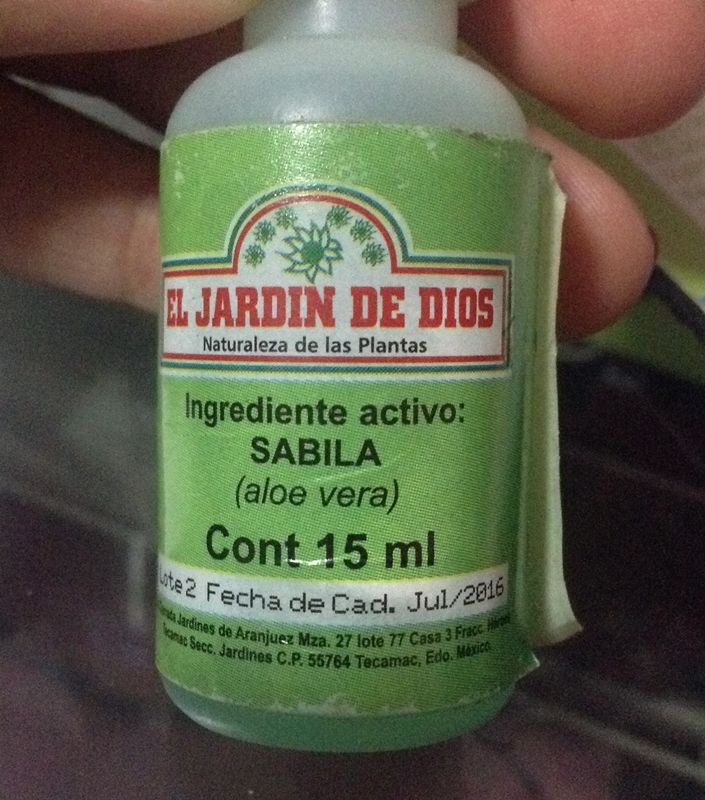 EL JARDIN DE DIOS
Naturaleza de las Plantas
Ingrediente activo:
SABILA
(aloe vera)
Cont 15 ml
Lote2 Fecha de Cad. Jul/2016
Jardines de Aranjuez Mza. 27 lote 77 Casa 3 Fracc.
Tecamac Secc. Jardines C.P. 55764 Tecamac, Edo. México.